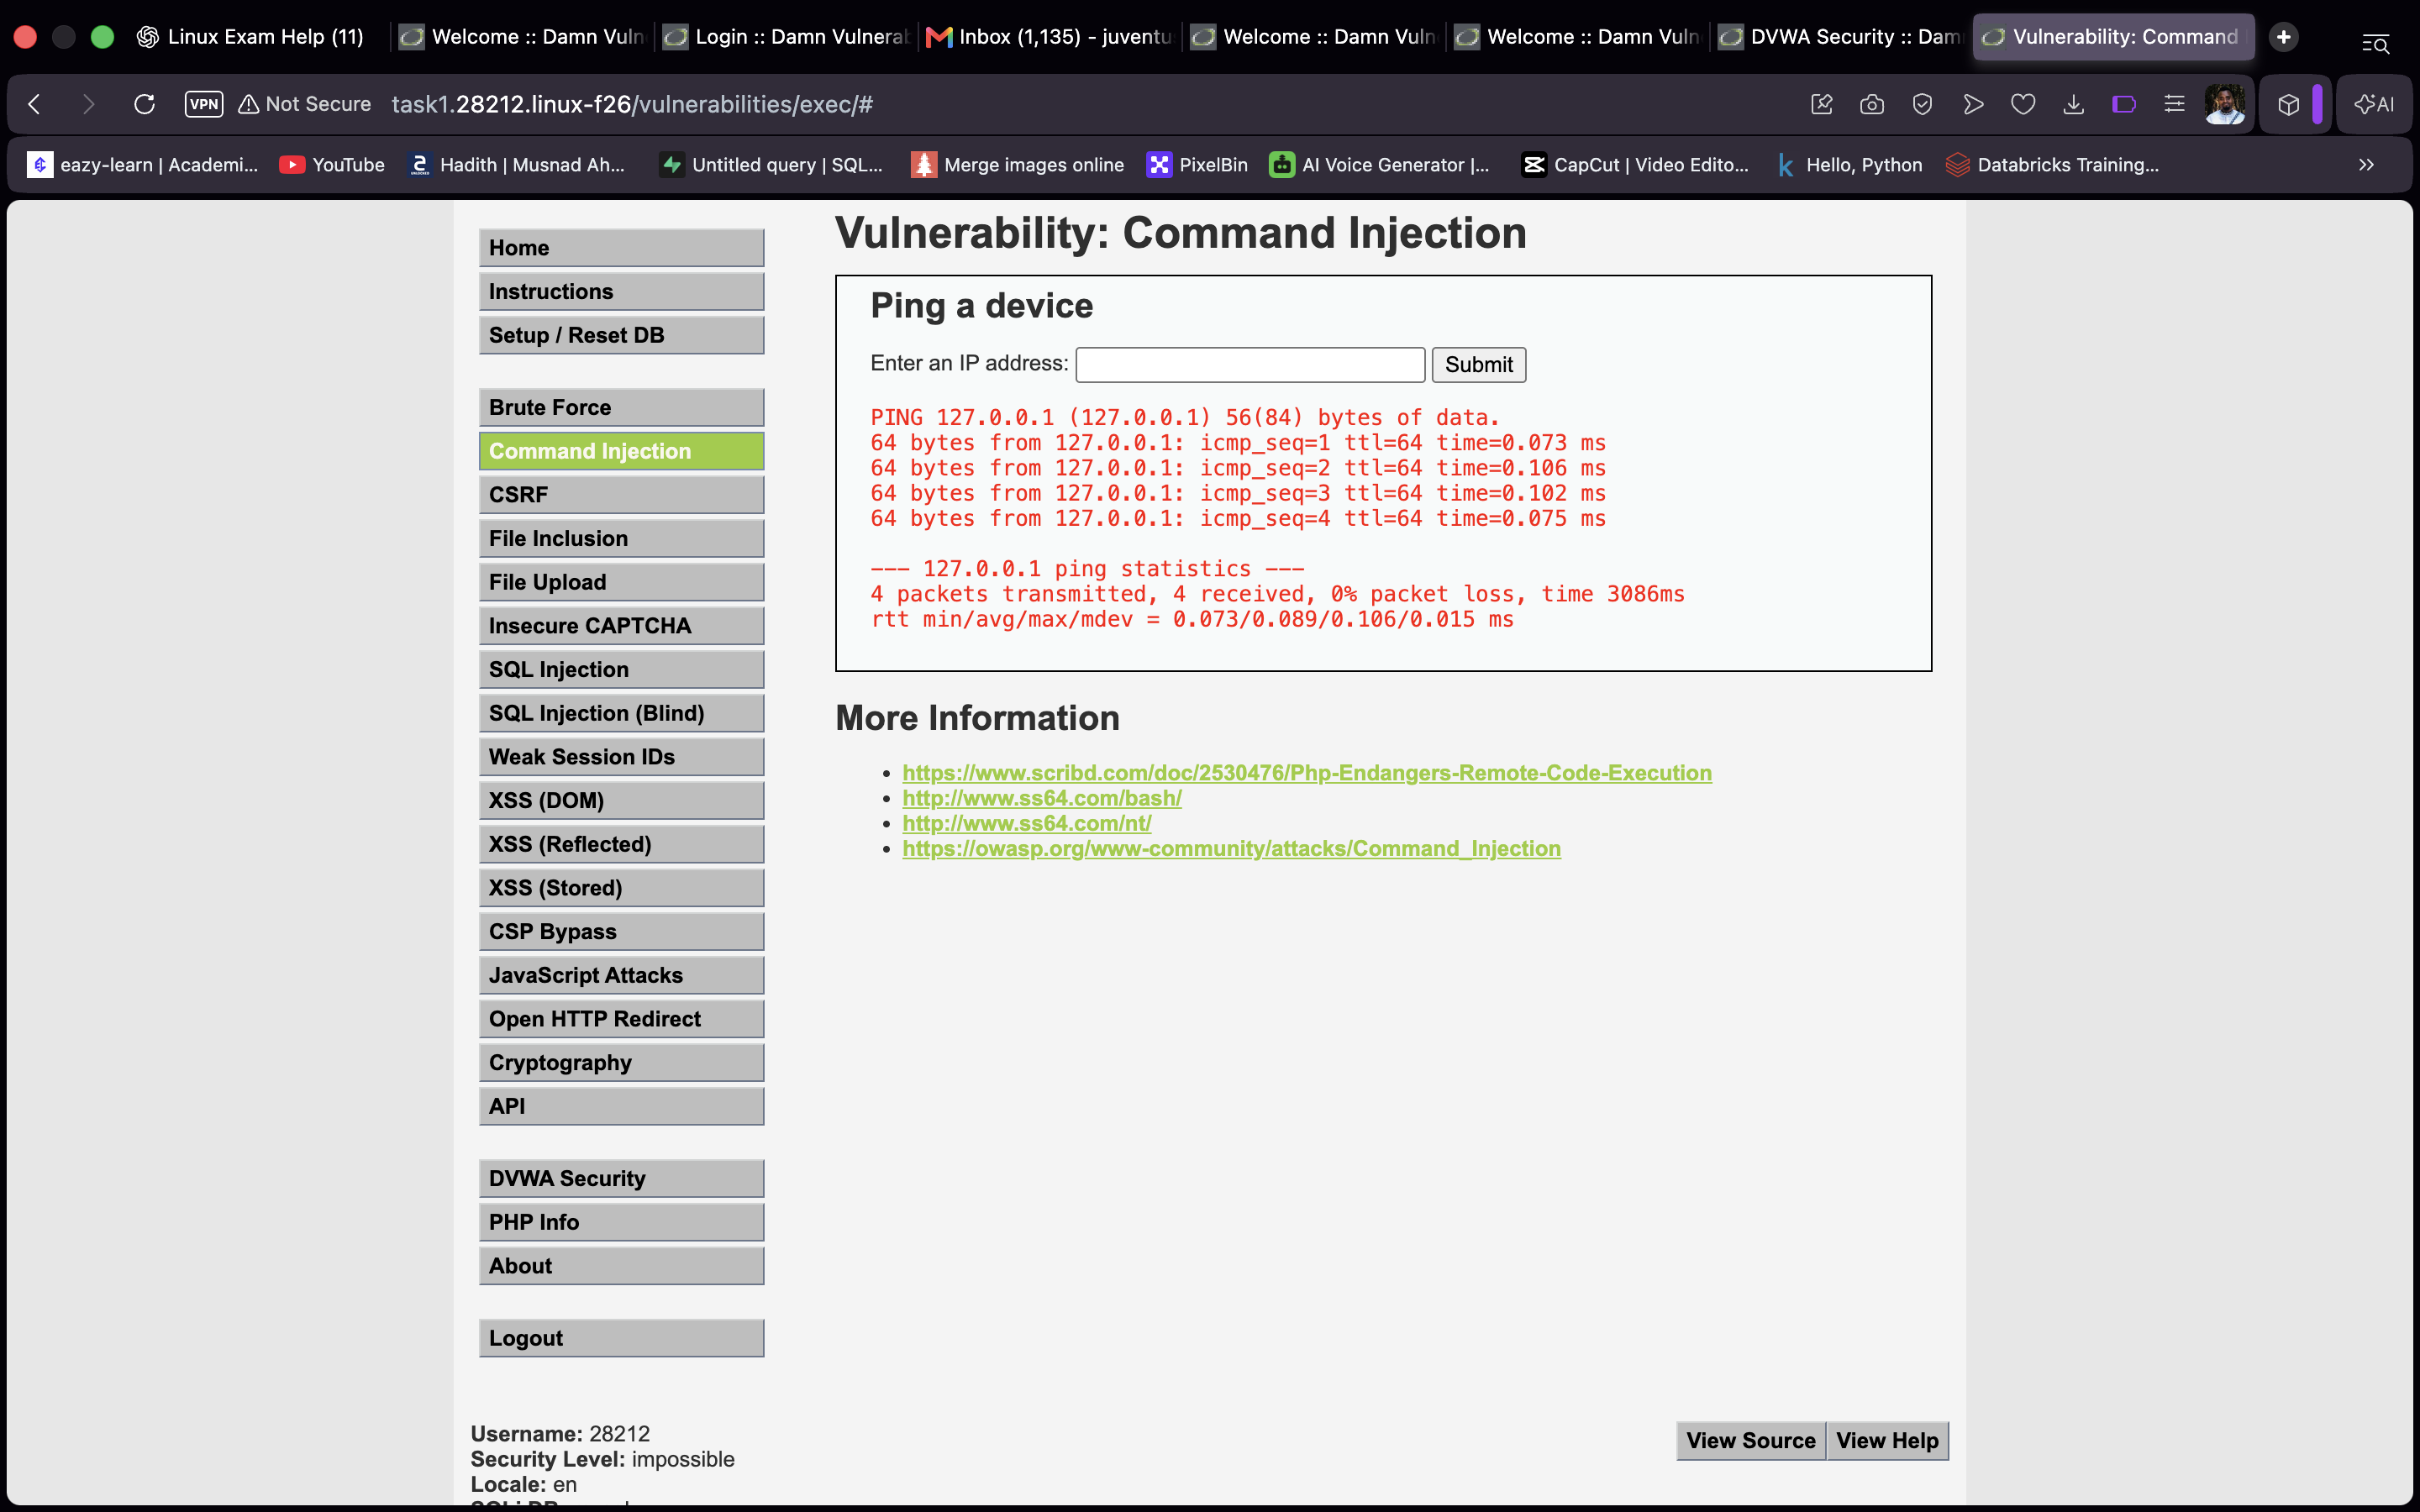 Linux Exam Help (11)
Welcome :: Damn Vuln
Login :: Damn Vulnerab
Inbox (1,135) - juventu
Welcome :: Damn Vuln
Welcome :: Damn Vuln
DVWA Security :: Dam
Vulnerability: Command
VPN
Not Secure
task1.28212.linux-f26/vulnerabilities/exec/#
AI
eazy-learn | Academi...
YouTube
Hadith | Musnad Ah...
Untitled query | SQL...
Merge images online
PixelBin
AI Voice Generator |...
CapCut | Video Edito...
Hello, Python
Databricks Training...
Home
Instructions
Setup / Reset DB
Brute Force
Command Injection
CSRF
File Inclusion
File Upload
Insecure CAPTCHA
SQL Injection
SQL Injection (Blind)
Weak Session IDs
XSS (DOM)
XSS (Reflected)
XSS (Stored)
CSP Bypass
JavaScript Attacks
Open HTTP Redirect
Cryptography
API
DVWA Security
PHP Info
About
Logout
Vulnerability: Command Injection
Ping a device
Enter an IP address:
Submit
PING 127.0.0.1 (127.0.0.1) 56(84) bytes of data.
64 bytes from 127.0.0.1: icmp_seq=1 ttl=64 time=0.073 ms
64 bytes from 127.0.0.1: icmp_seq=2 ttl=64 time=0.106 ms
64 bytes from 127.0.0.1: icmp_seq=3 ttl=64 time=0.102 ms
64 bytes from 127.0.0.1: icmp_seq=4 ttl=64 time=0.075 ms
--- 127.0.0.1 ping statistics ---
4 packets transmitted, 4 received, 0% packet loss, time 3086ms
rtt min/avg/max/mdev = 0.073/0.089/0.106/0.015 ms
More Information
https://www.scribd.com/doc/2530476/Php-Endangers-Remote-Code-Execution
http://www.ss64.com/bash/
http://www.ss64.com/nt/
https://owasp.org/www-community/attacks/Command_Injection
Username: 28212
Security Level: impossible
Locale: en
View Source
View Help